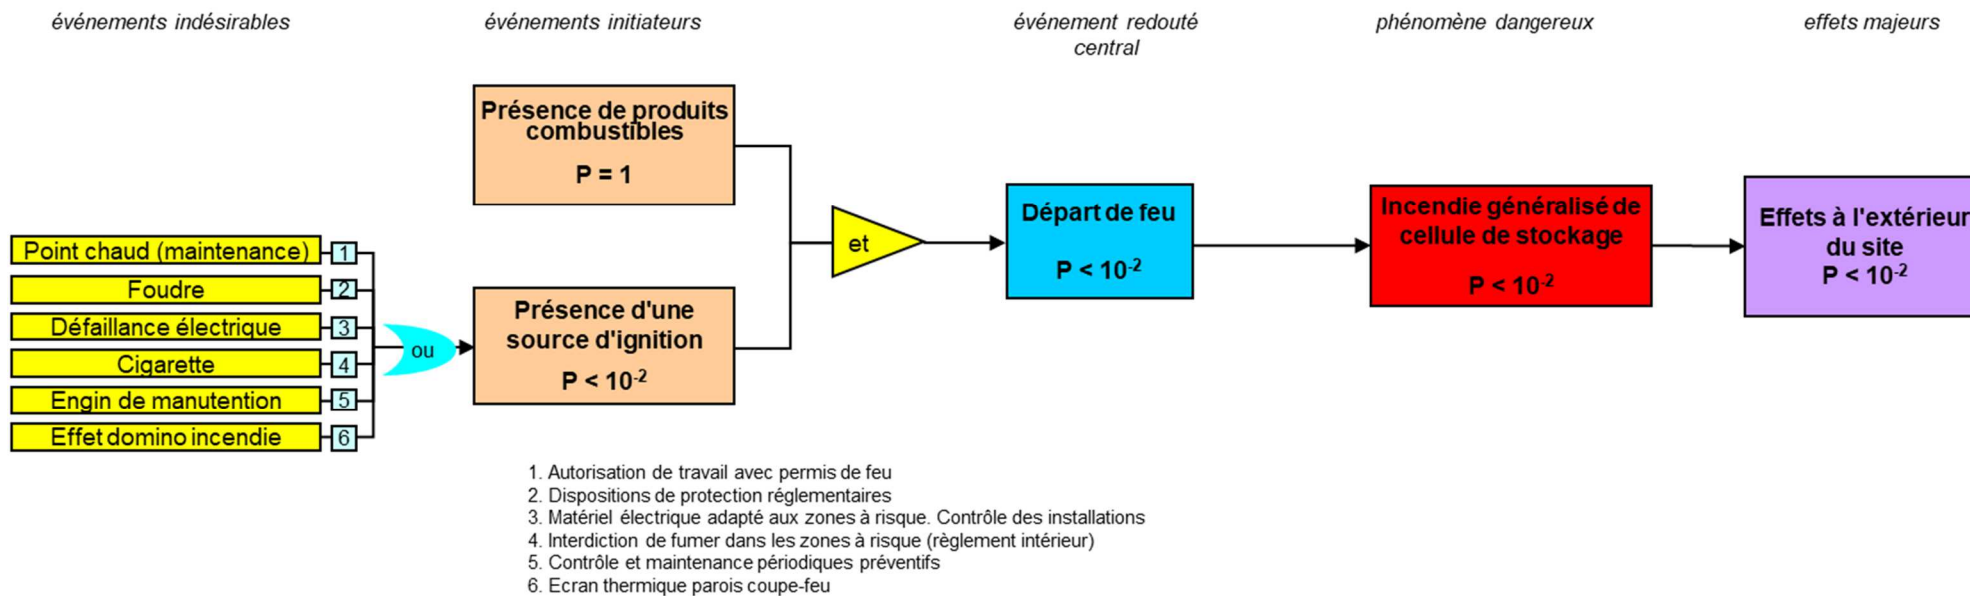 événements indésirables
événements initiateurs
événement redouté
central
phénomène dangereux
effets majeurs
Présence de produits
combustibles
P = 1
Point chaud (maintenance) 1
Foudre 2
Défaillance électrique 3
Cigarette 4
Engin de manutention 5
Effet domino incendie 6
ou
Présence d'une
source d'ignition
P < 10⁻²
et
Départ de feu
P < 10⁻²
Incendie généralisé de
cellule de stockage
P < 10⁻²
Effets à l'extérieur
du site
P < 10⁻²
1. Autorisation de travail avec permis de feu
2. Dispositions de protection réglementaires
3. Matériel électrique adapté aux zones à risque. Contrôle des installations
4. Interdiction de fumer dans les zones à risque (règlement intérieur)
5. Contrôle et maintenance périodiques préventifs
6. Ecran thermique parois coupe-feu